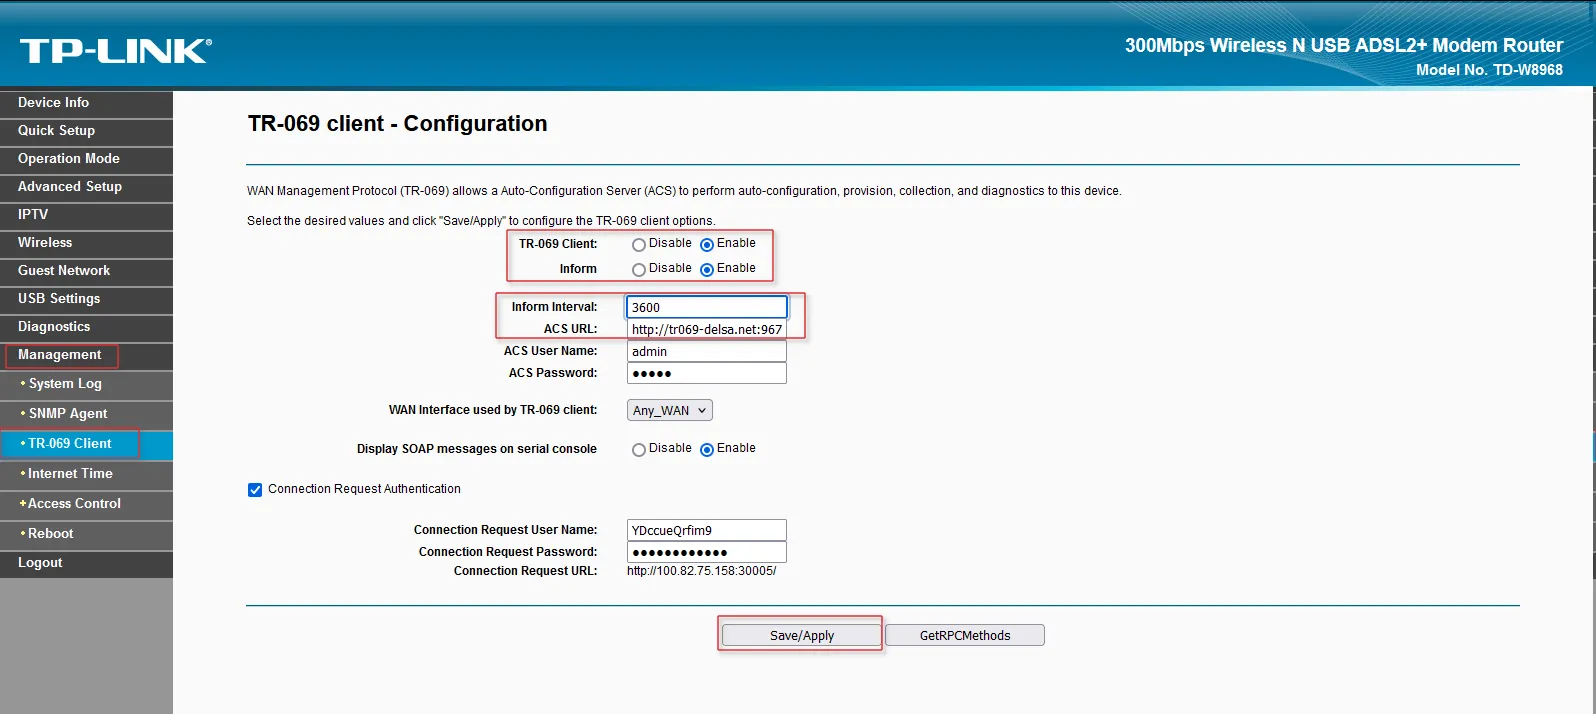 TP-LINK®
300Mbps Wireless N USB ADSL2+ Modem Router
Model No. TD-W8968
Device Info
Quick Setup
Operation Mode
Advanced Setup
IPTV
Wireless
Guest Network
USB Settings
Diagnostics
Management
• System Log
• SNMP Agent
• TR-069 Client
• Internet Time
+ Access Control
• Reboot
Logout
TR-069 client - Configuration
WAN Management Protocol (TR-069) allows a Auto-Configuration Server (ACS) to perform auto-configuration, provision, collection, and diagnostics to this device.
Select the desired values and click "Save/Apply" to configure the TR-069 client options.
TR-069 Client: Disable Enable
Inform Disable Enable
Inform Interval: 3600
ACS URL: http://tr069-delsa.net:967
ACS User Name: admin
ACS Password: •••••
WAN Interface used by TR-069 client: Any_WAN
Display SOAP messages on serial console Disable Enable
Connection Request Authentication
Connection Request User Name: YDccueQrfim9
Connection Request Password: ••••••••••••
Connection Request URL: http://100.82.75.158:30005/
Save/Apply GetRPCMethods